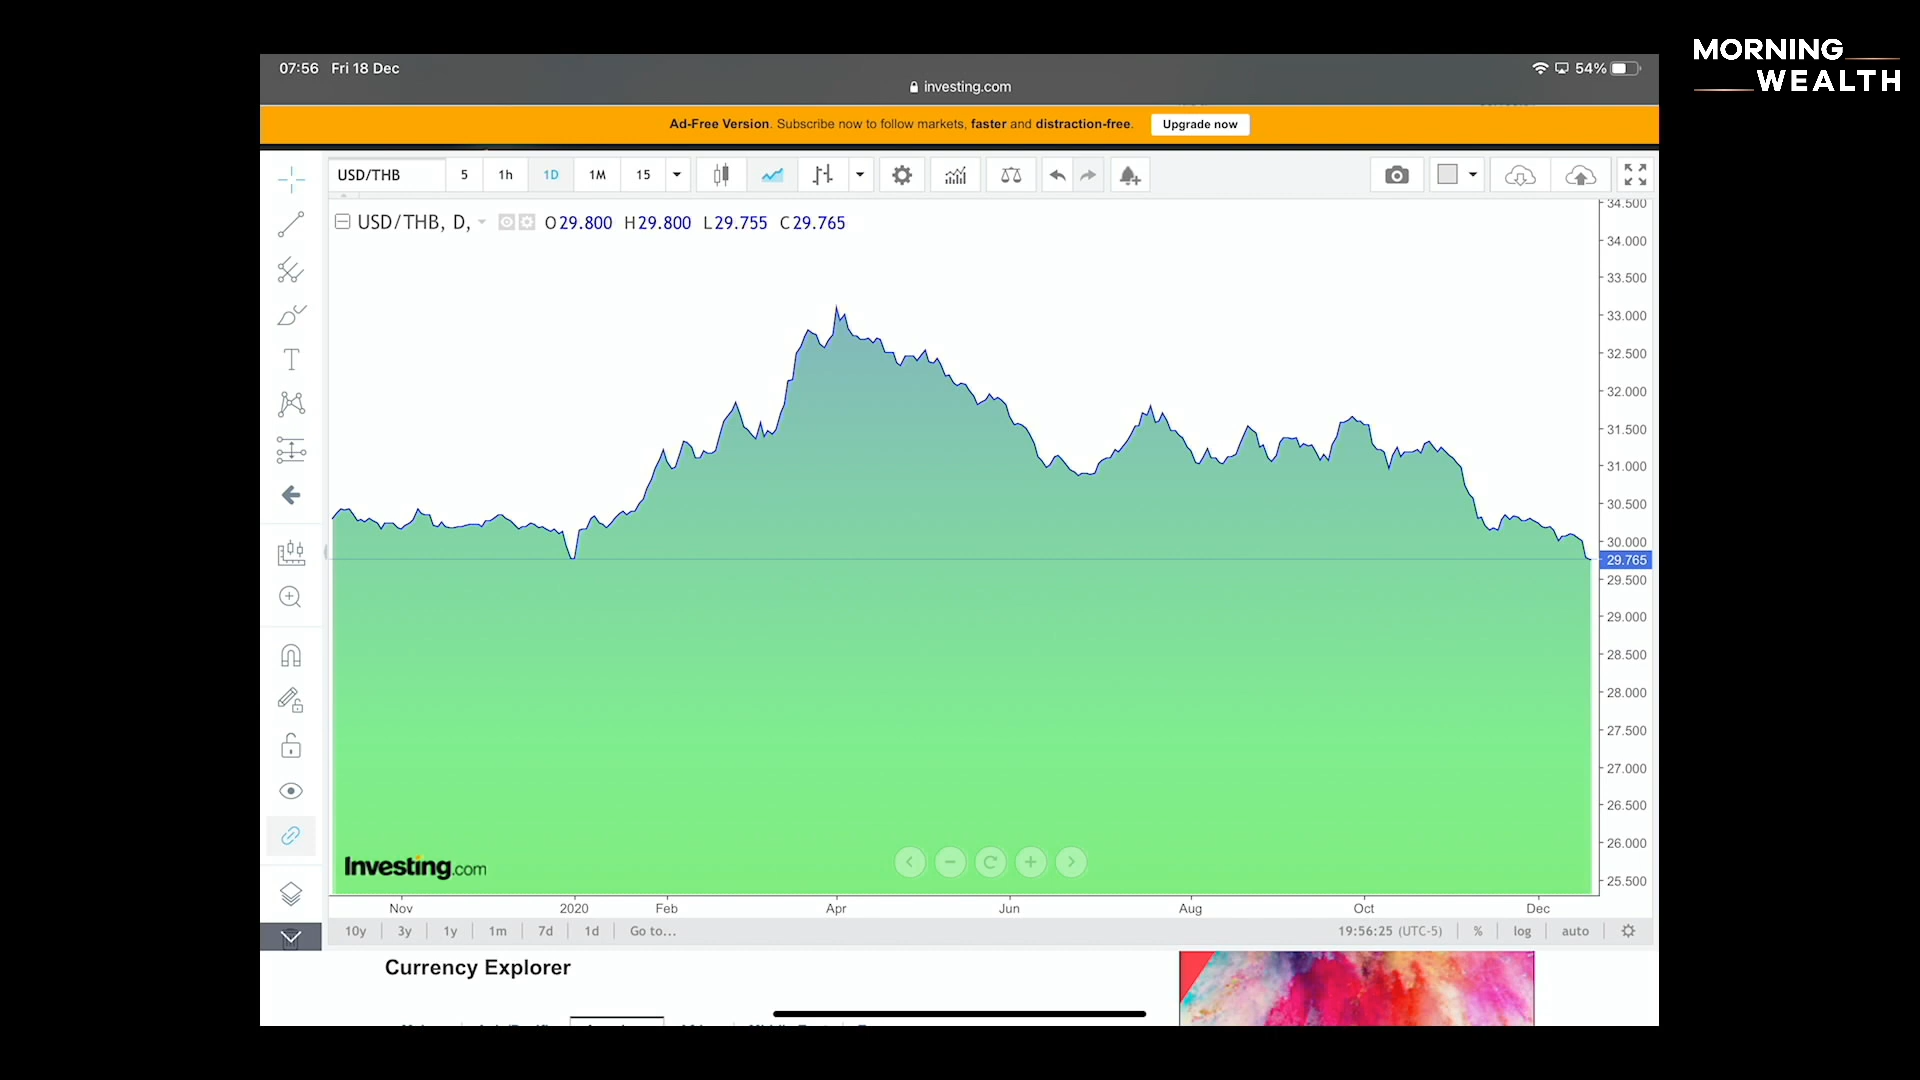 MORNING
WEALTH
07:56 Fri 18 Dec
54%
investing.com
Ad-Free Version. Subscribe now to follow markets, faster and distraction-free.
Upgrade now
USD/THB 5 1h 1D 1M 15
USD/THB, D, O29.800 H29.800 L29.755 C29.765
34.500
34.000
33.500
33.000
32.500
32.000
31.500
31.000
30.500
30.000
29.765
29.500
29.000
28.500
28.000
27.500
27.000
26.500
26.000
25.500
Investing.com
Nov 2020 Feb Apr Jun Aug Oct Dec
10y 3y 1y 1m 7d 1d Go to... 19:56:25 (UTC-5) % log auto
Currency Explorer